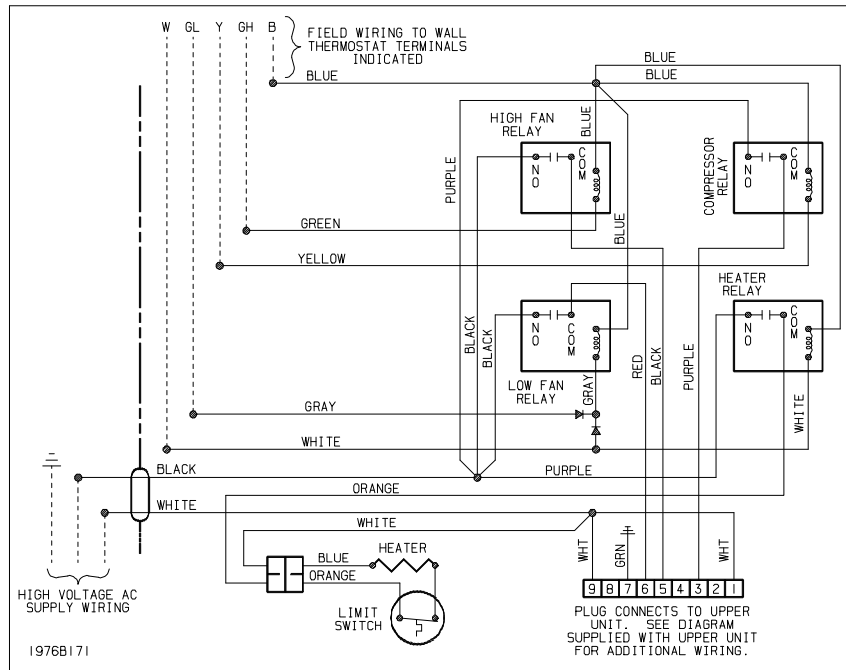 W GL Y GH B
FIELD WIRING TO WALL
THERMOSTAT TERMINALS
INDICATED
BLUE
BLUE
BLUE
HIGH FAN
RELAY
BLUE
PURPLE
NO
COM
COMPRESSOR
RELAY
NO
COM
GREEN
BLUE
YELLOW
HEATER
RELAY
BLACK
BLACK
NO
COM
RED
BLACK
PURPLE
NO
COM
LOW FAN
RELAY
GRAY
GRAY
WHITE
WHITE
BLACK
PURPLE
ORANGE
WHITE
WHITE
BLUE
HEATER
ORANGE
WHT
GRN
WHT
9 8 7 6 5 4 3 2 1
HIGH VOLTAGE AC
SUPPLY WIRING
LIMIT
SWITCH
PLUG CONNECTS TO UPPER
UNIT. SEE DIAGRAM
SUPPLIED WITH UPPER UNIT
FOR ADDITIONAL WIRING.
1976B171